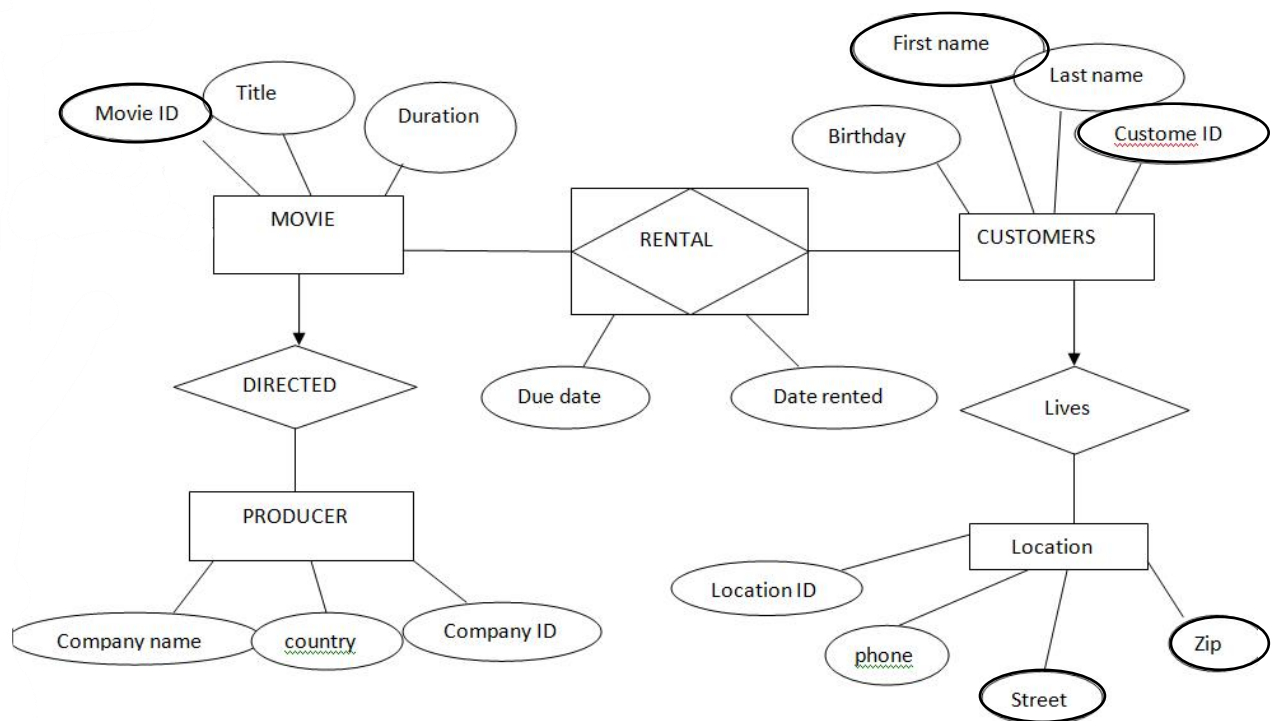 First name
Last name
Title
Movie ID
Duration
Birthday
Custome ID
MOVIE
RENTAL
CUSTOMERS
DIRECTED
Due date
Date rented
Lives
PRODUCER
Location
Location ID
Company name
country
Company ID
phone
Zip
Street